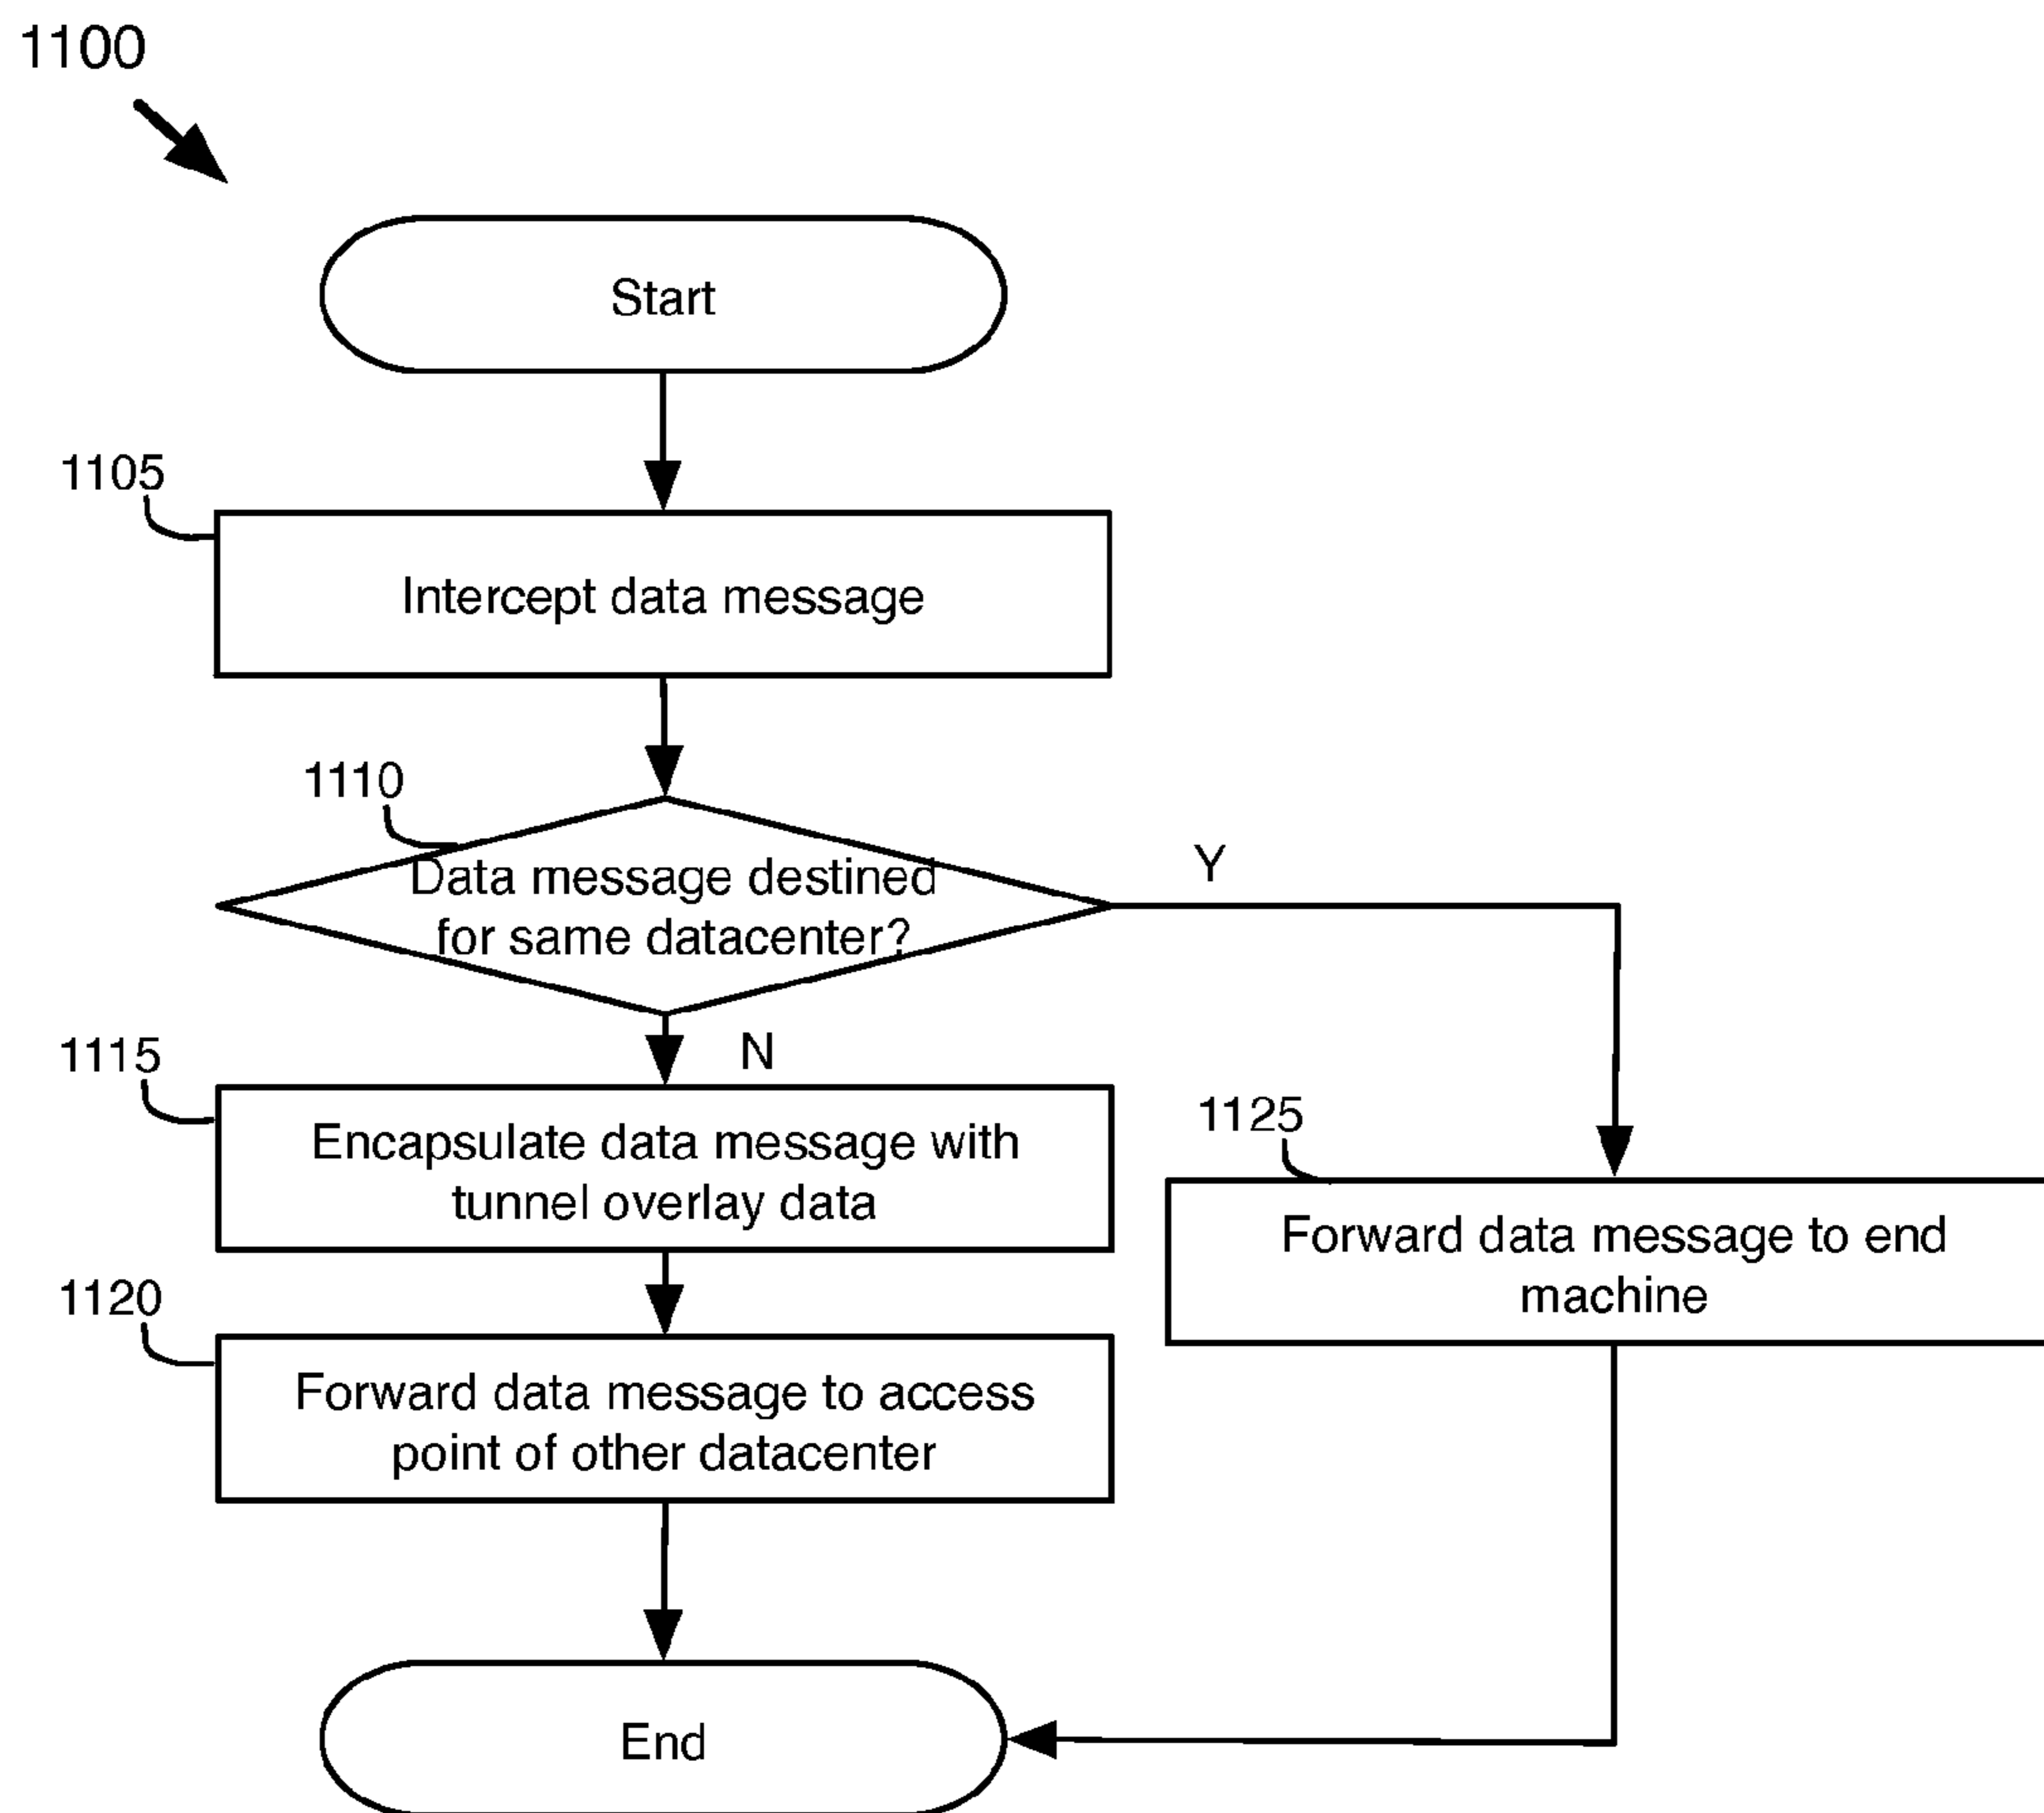 1100
Start
1105
Intercept data message
1110
Data message destined
for same datacenter?
Y
N
1115
Encapsulate data message with
tunnel overlay data
1125
Forward data message to end
machine
1120
Forward data message to access
point of other datacenter
End